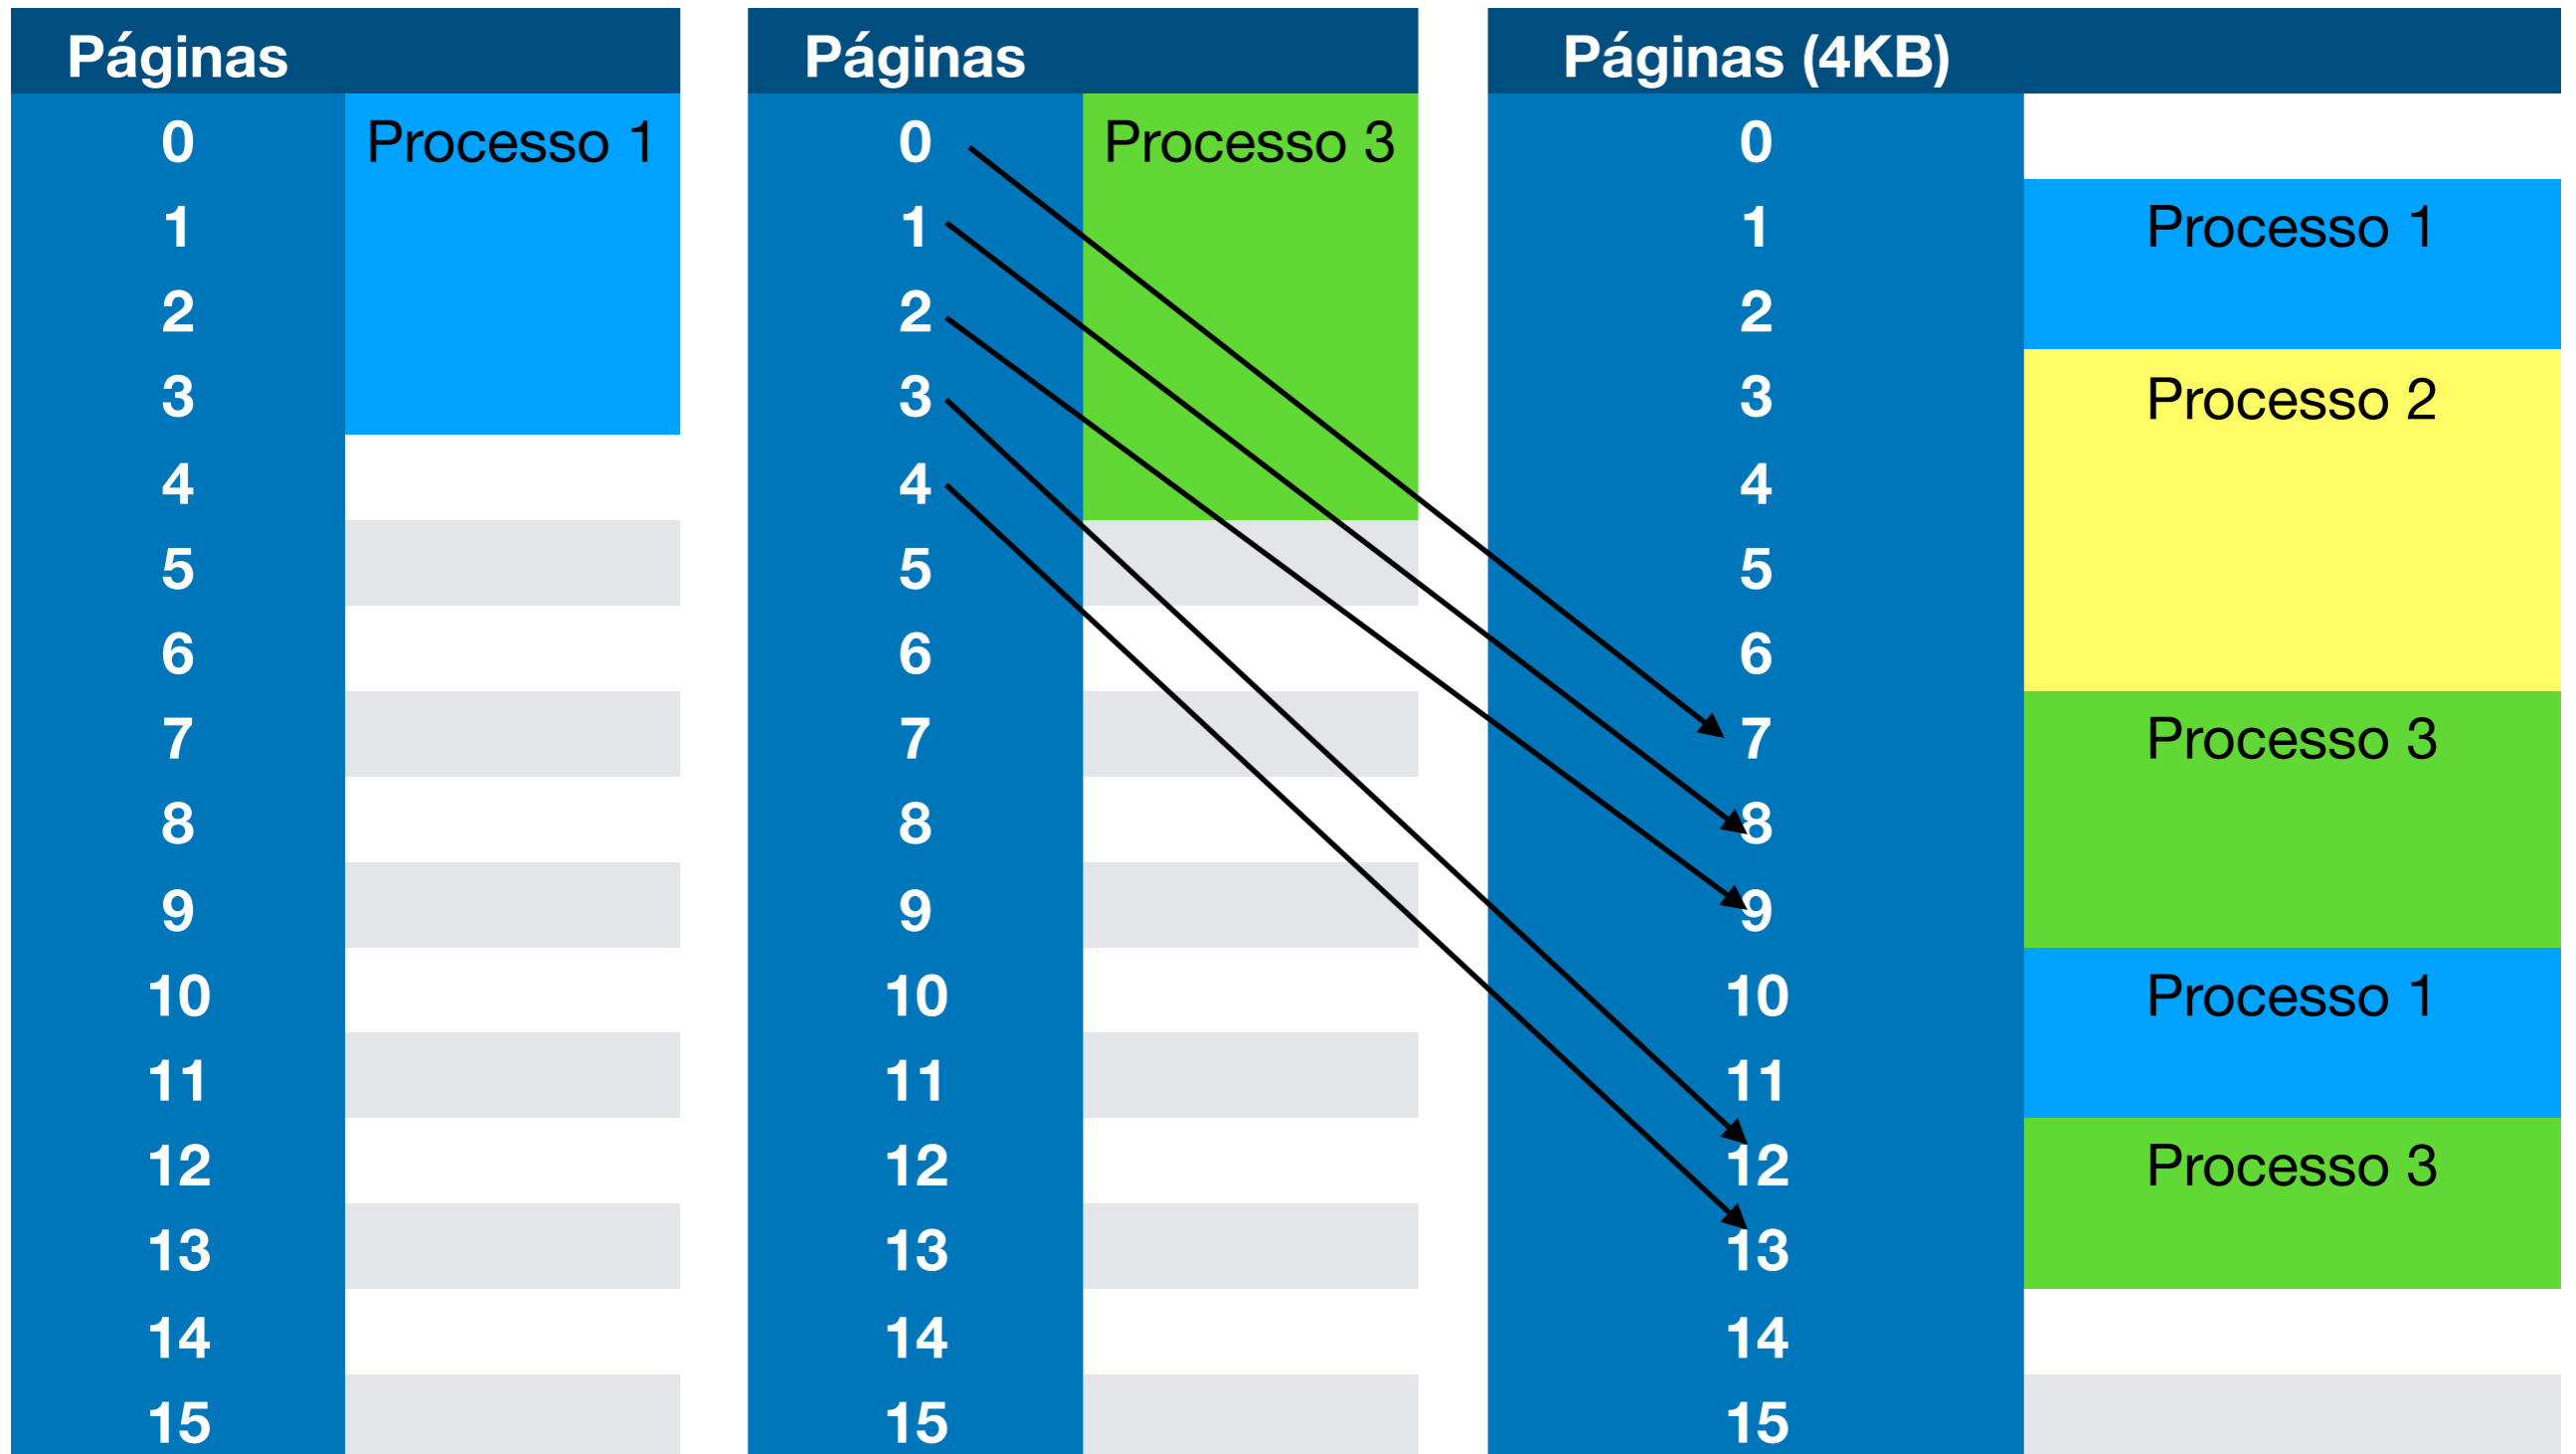 Páginas Páginas Páginas (4KB)
0 Processo 1 0 Processo 3 0
1 1 1 Processo 1
2 2 2
3 3 3 Processo 2
4 4 4
5 5 5
6 6 6
7 7 7 Processo 3
8 8 8
9 9 9
10 10 10 Processo 1
11 11 11
12 12 12 Processo 3
13 13 13
14 14 14
15 15 15